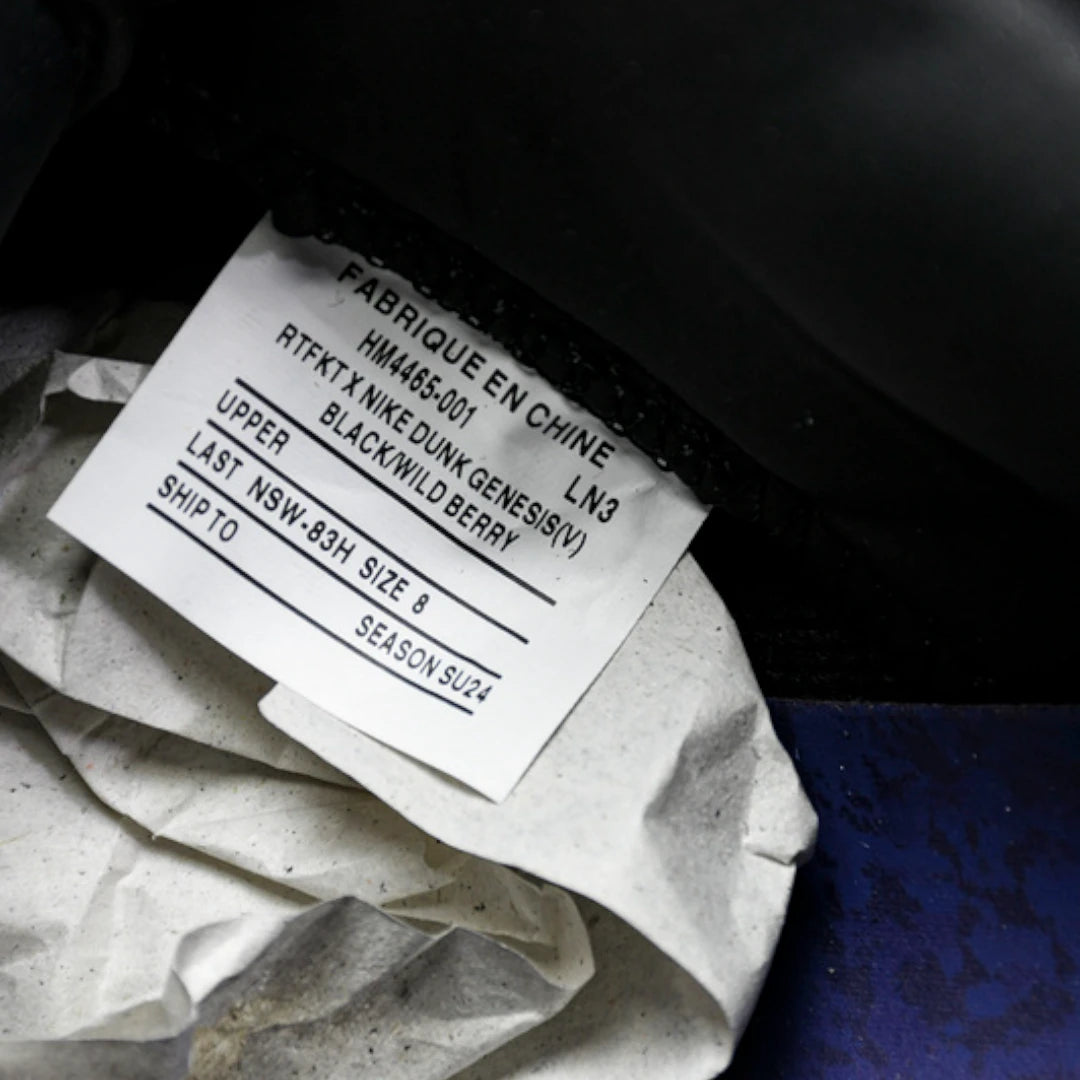 FABRIQUE EN CHINE
HM4465-001 LN3
RTFKT X NIKE DUNK GENESIS(V)
BLACK/WILD BERRY
UPPER
LAST NSW-83H SIZE 8
SHIP TO
SEASON SU24